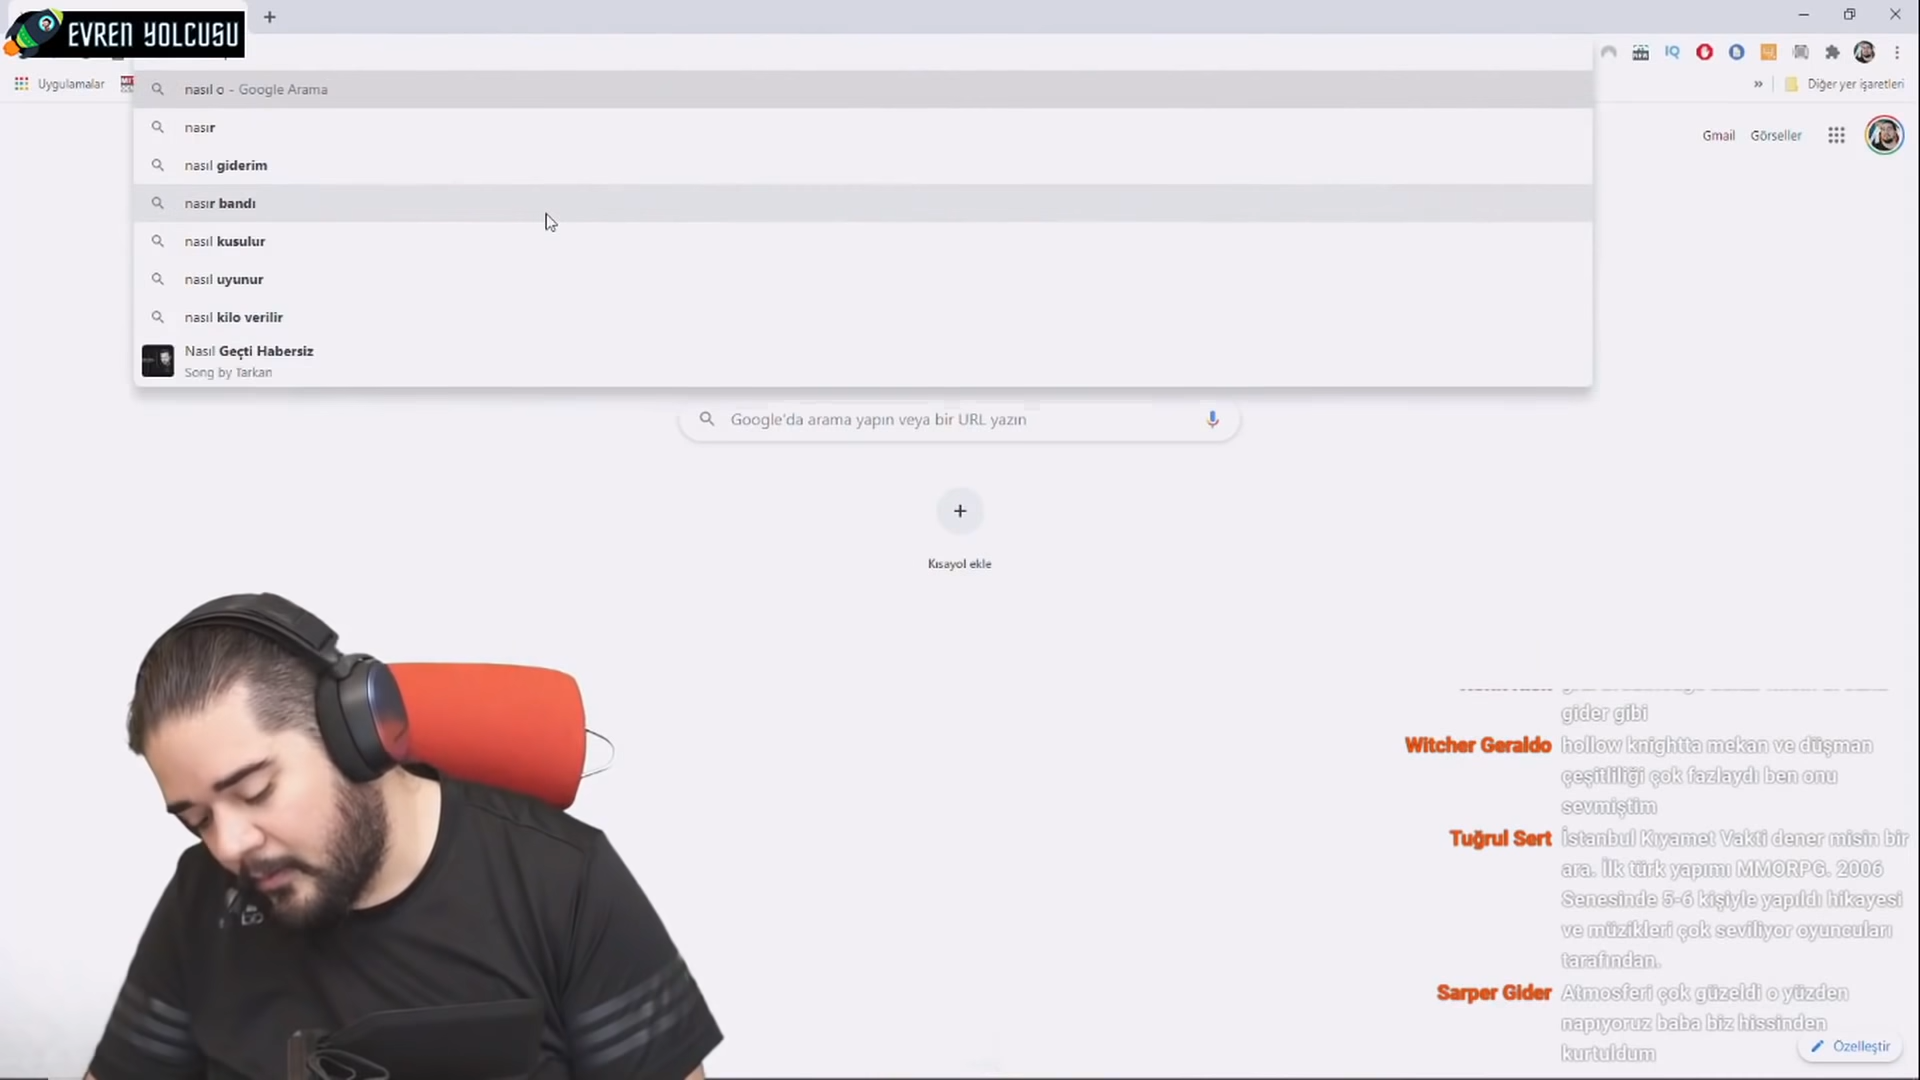 EVREN YOLCUSU
nasıl o - Google Arama
Uygulamalar
Diğer yer işaretleri
nasır
Gmail
Görseller
nasıl giderim
nasır bandı
nasıl kusulur
nasıl uyunur
nasıl kilo verilir
Nasıl Geçti Habersiz
Song by Tarkan
Google'da arama yapın veya bir URL yazın
Kısayol ekle
gider gibi
Witcher Geraldo hollow knightta mekan ve düşman
çeşitliliği çok fazlaydı ben onu
sevmiştim
Tuğrul Sert İstanbul Kıyamet Vakti dener misin bir
ara. İlk türk yapımı MMORPG. 2006
Senesinde 5-6 kişiyle yapıldı hikayesi
ve müzikleri çok seviliyor oyuncuları
tarafından.
Sarper Gider Atmosferi çok güzeldi o yüzden
napıyoruz baba biz hissinden
kurtuldum
Özelleştir